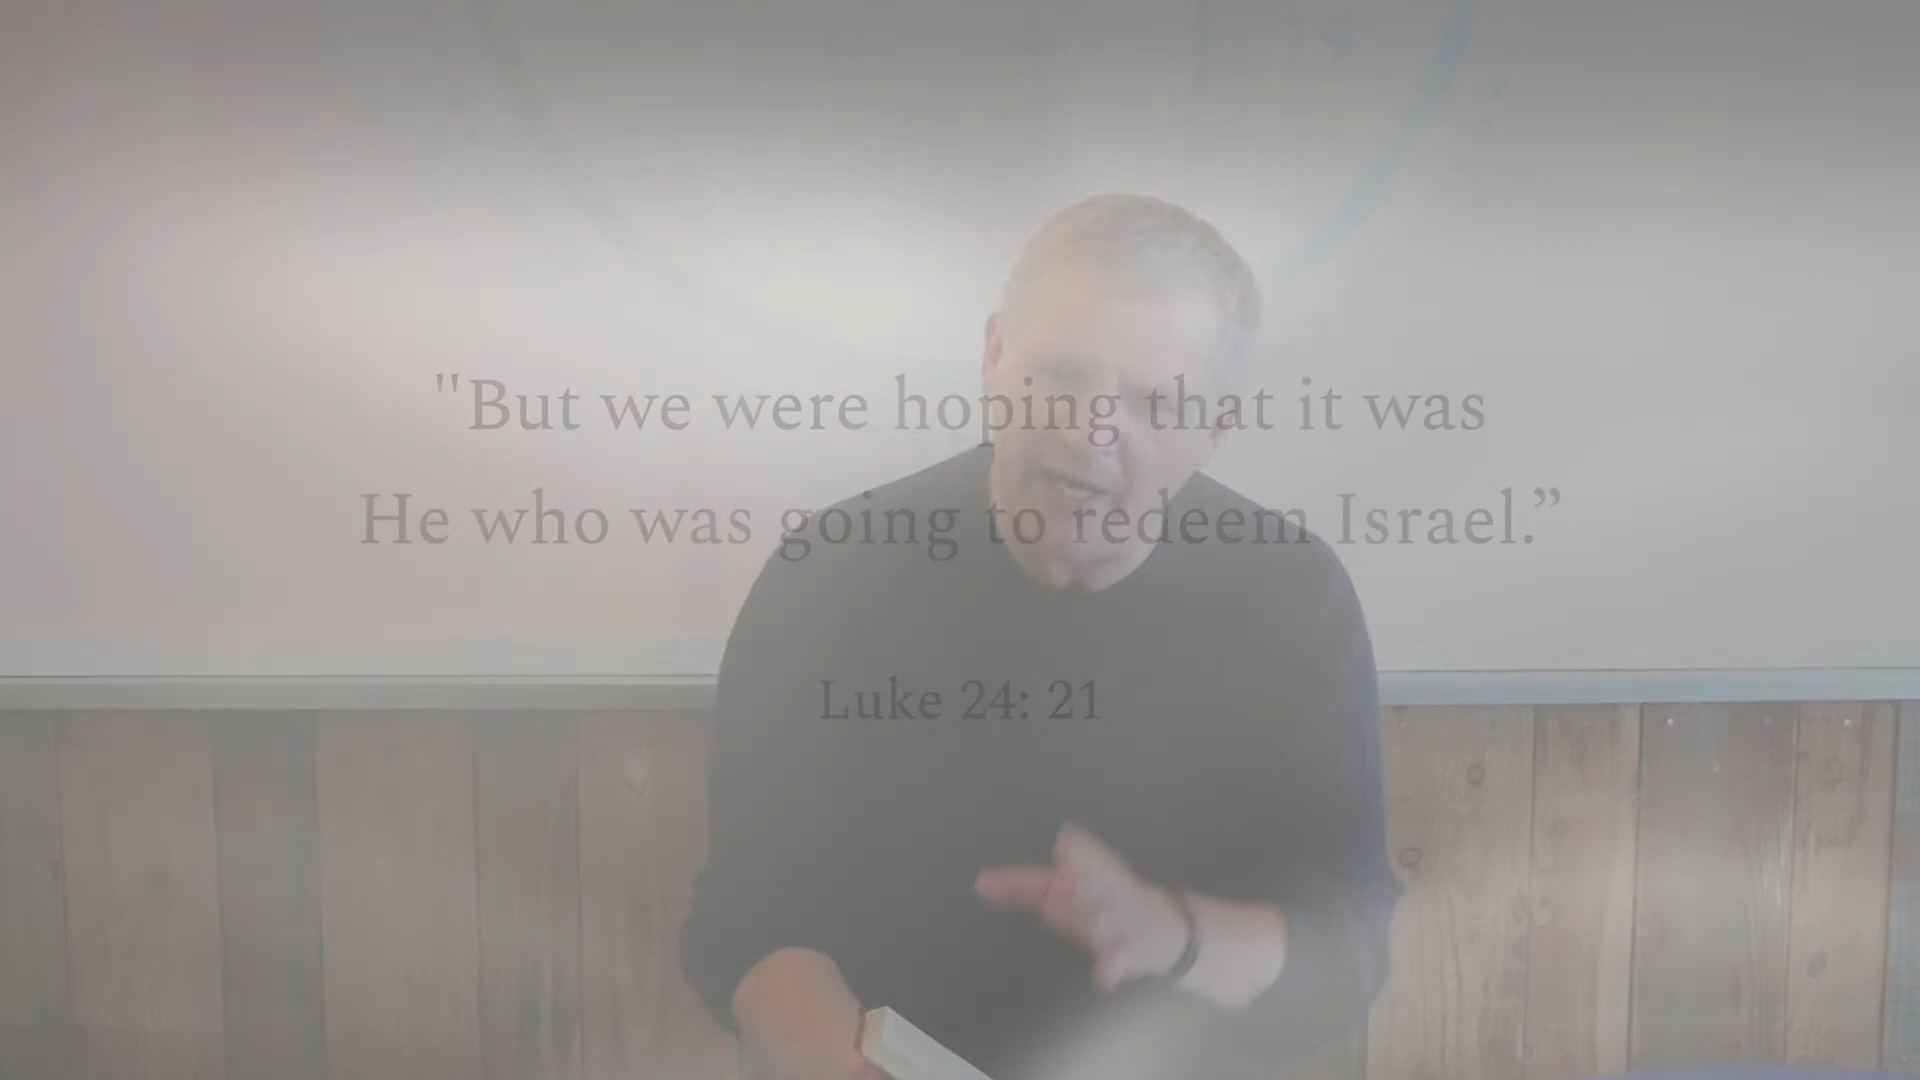 "But we were hoping that it was
He who was going to redeem Israel.”
Luke 24: 21